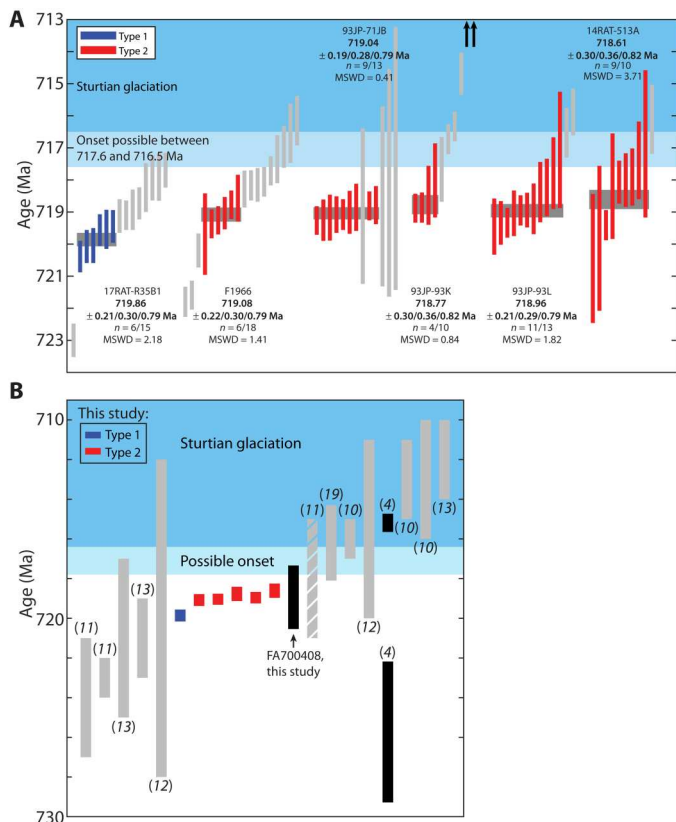 A
713
715
717
719
721
723
Age (Ma)
Type 1
Type 2
Sturtian glaciation
Onset possible between
717.6 and 716.5 Ma
93JP-71JB
719.04
± 0.19/0.28/0.79 Ma
n = 9/13
MSWD = 0.41
14RAT-513A
718.61
± 0.30/0.36/0.82 Ma
n = 9/10
MSWD = 3.71
17RAT-R35B1
719.86
± 0.21/0.30/0.79 Ma
n = 6/15
MSWD = 2.18
F1966
719.08
± 0.22/0.30/0.79 Ma
n = 6/18
MSWD = 1.41
93JP-93K
718.77
± 0.30/0.36/0.82 Ma
n = 4/10
MSWD = 0.84
93JP-93L
718.96
± 0.21/0.29/0.79 Ma
n = 11/13
MSWD = 1.82
B
710
720
730
Age (Ma)
This study:
Type 1
Type 2
Sturtian glaciation
Possible onset
(11)
(11)
(13)
(13)
(12)
FA700408,
this study
(11)
(19)
(10)
(12)
(4)
(4)
(10)
(10)
(13)